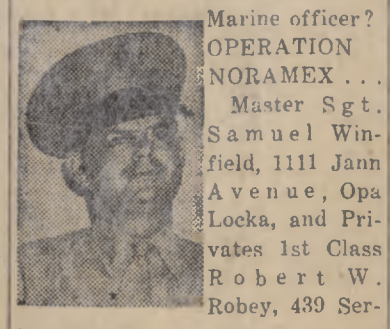 Marine officer?
OPERATION
NORAMEX . . .
Master Sgt.
Samuel Win-
field, 1111 Jann
Avenue, Opa
Locka, and Pri-
vates 1st Class
Robert W.
Robey, 439 Ser-